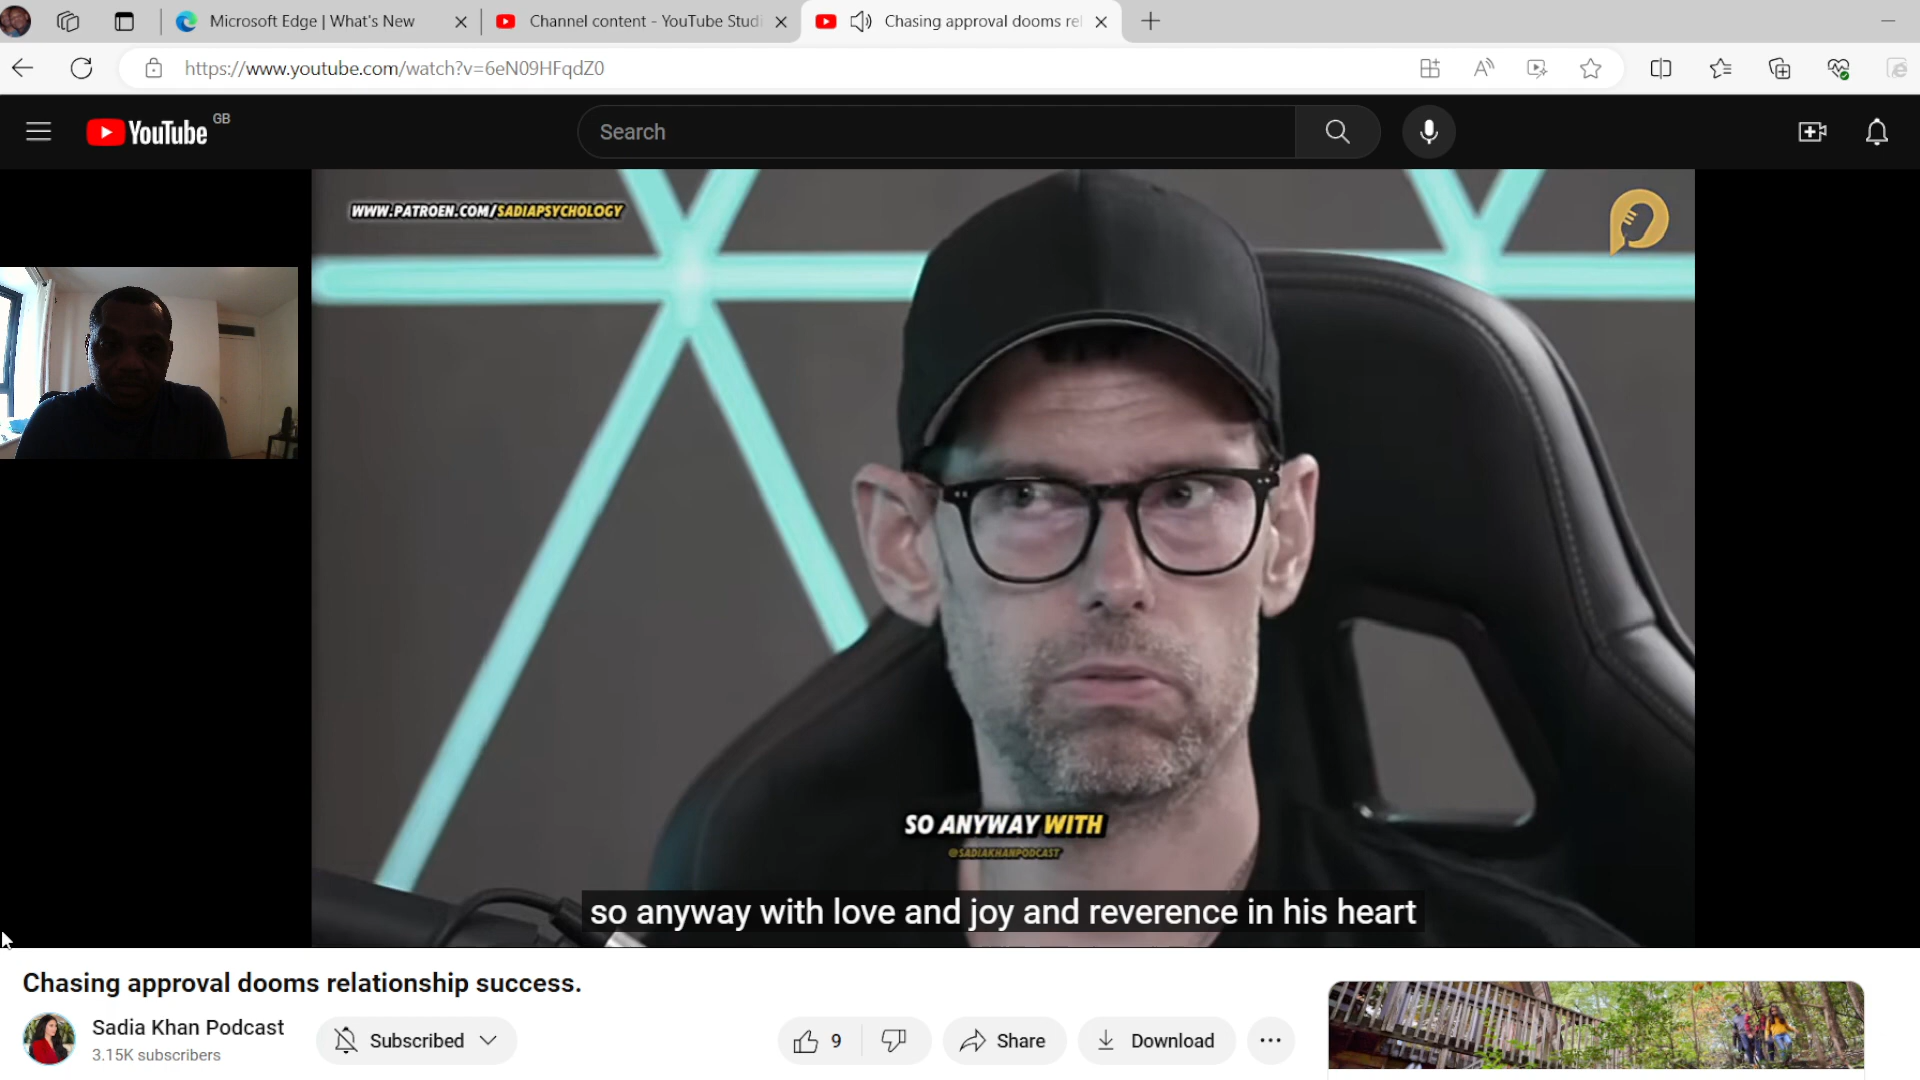 Microsoft Edge | What's New
Channel content - YouTube Studi
Chasing approval dooms rel
https://www.youtube.com/watch?v=6eN09HFqdZ0
YouTube GB
Search
WWW.PATROEN.COM/SADIAPSYCHOLOGY
SO ANYWAY WITH
@SADIAKHANPODCAST
so anyway with love and joy and reverence in his heart
Chasing approval dooms relationship success.
Sadia Khan Podcast
3.15K subscribers
Subscribed
9
Share
Download